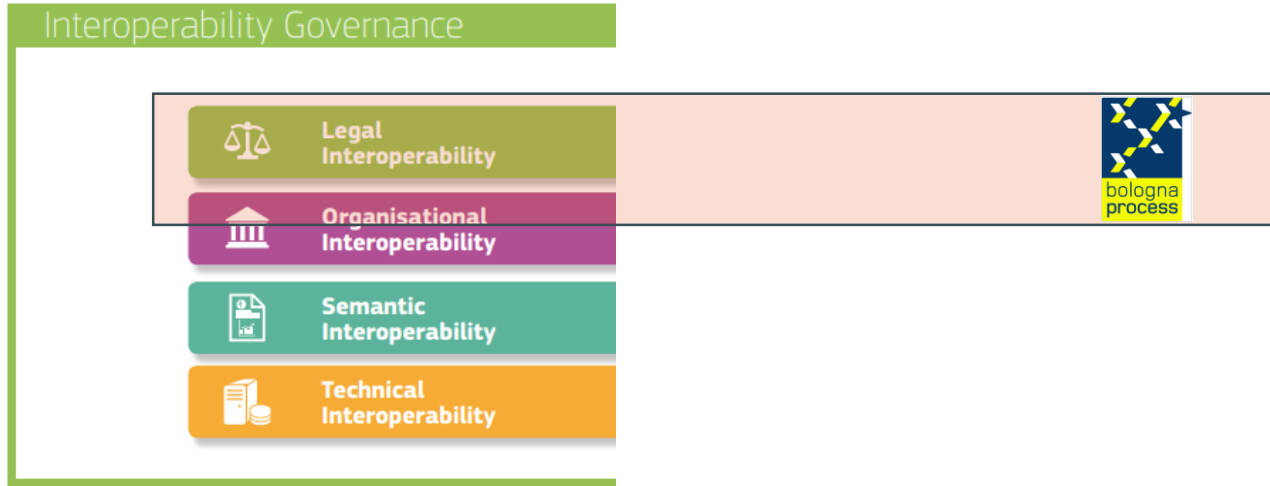 Interoperability Governance
Legal
Interoperability
Organisational
Interoperability
Semantic
Interoperability
Technical
Interoperability
bologna
process